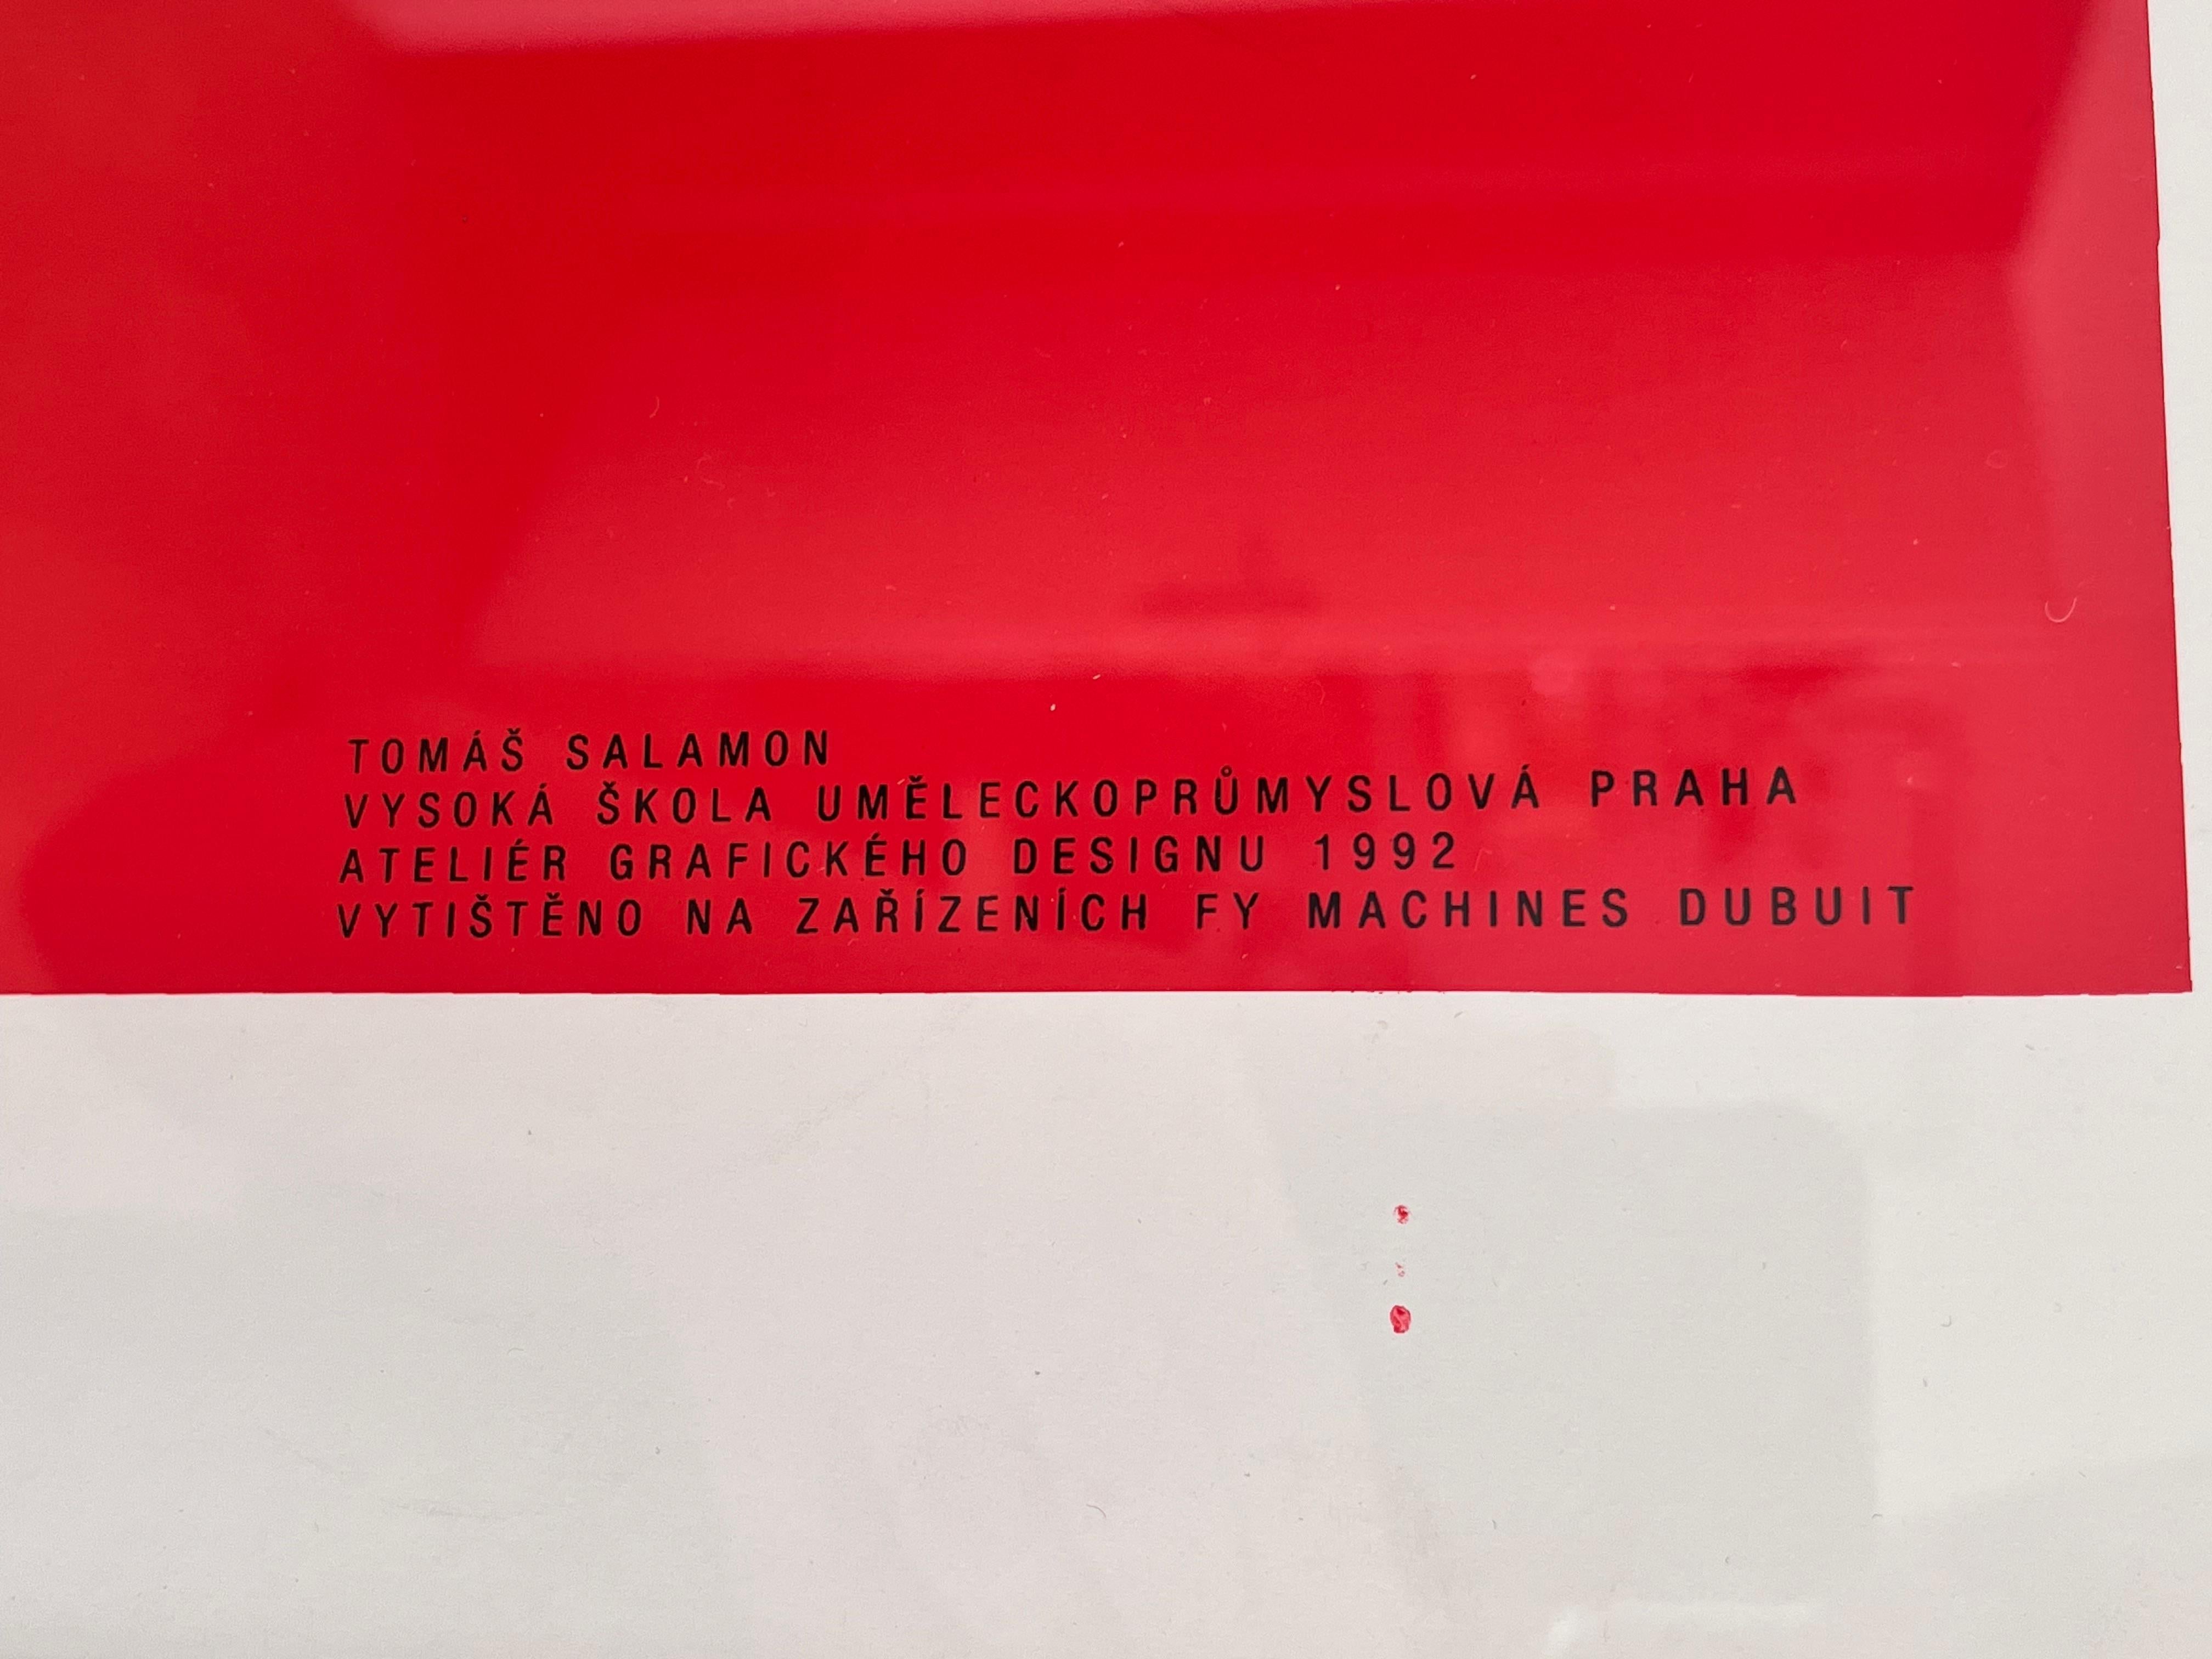 TOMÁŠ SALAMON
VYSOKÁ ŠKOLA UMĚLECKOPRŮMYSLOVÁ PRAHA
ATELIÉR GRAFICKÉHO DESIGNU 1992
VYTIŠTĚNO NA ZAŘÍZENÍCH FY MACHINES DUBUIT